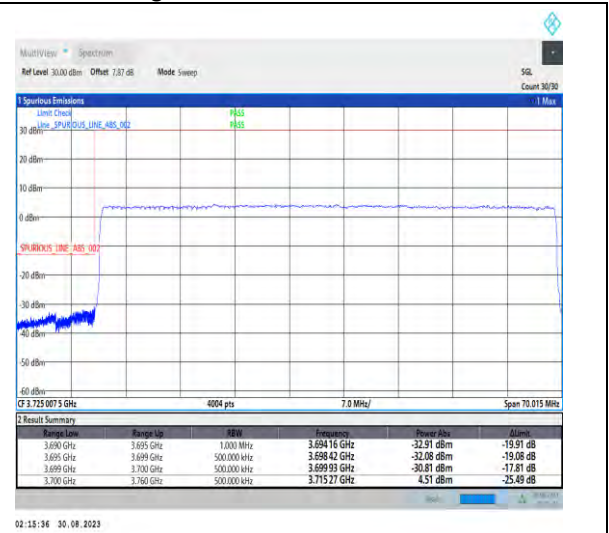 MultiView Spectrum
Ref Level 30.00 dBm Offset 7.87 dB Mode Sweep SGL
Count 30/30
1 Spurious Emissions 1 Max
Limit Check PASS
Line _SPURIOUS_LINE_ABS_002 PASS
30 dBm
20 dBm
10 dBm
0 dBm
SPURIOUS_LINE_ABS_002
-20 dBm
-30 dBm
-40 dBm
-50 dBm
-60 dBm
CF 3.725 007 5 GHz 4004 pts 7.0 MHz/ Span 70.015 MHz
2 Result Summary
Range Low Range Up RBW Frequency Power Abs ΔLimit
3.690 GHz 3.695 GHz 1.000 MHz 3.694 16 GHz -32.91 dBm -19.91 dB
3.695 GHz 3.699 GHz 500.000 kHz 3.698 42 GHz -32.08 dBm -19.08 dB
3.699 GHz 3.700 GHz 500.000 kHz 3.699 93 GHz -30.81 dBm -17.81 dB
3.700 GHz 3.760 GHz 500.000 kHz 3.715 27 GHz 4.51 dBm -25.49 dB
02:15:36 30.08.2023